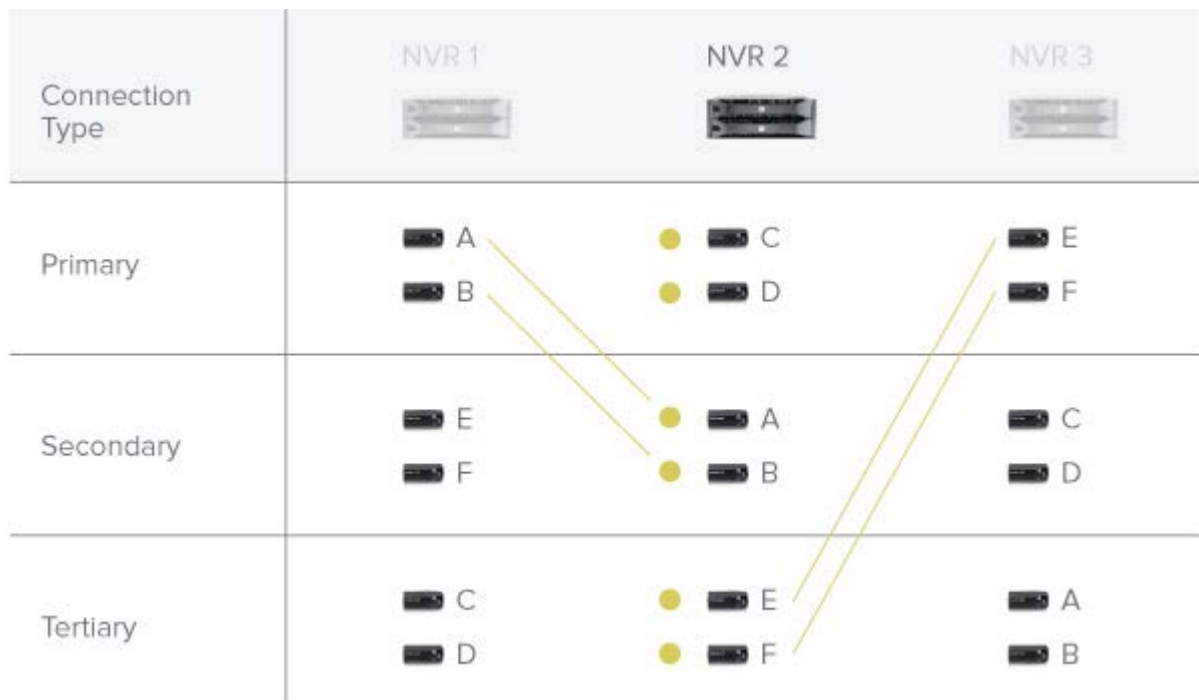 NVR 1 NVR 2 NVR 3
Connection
Type
Primary
A C E
B D F
Secondary
E A C
F B D
Tertiary
C E A
D F B